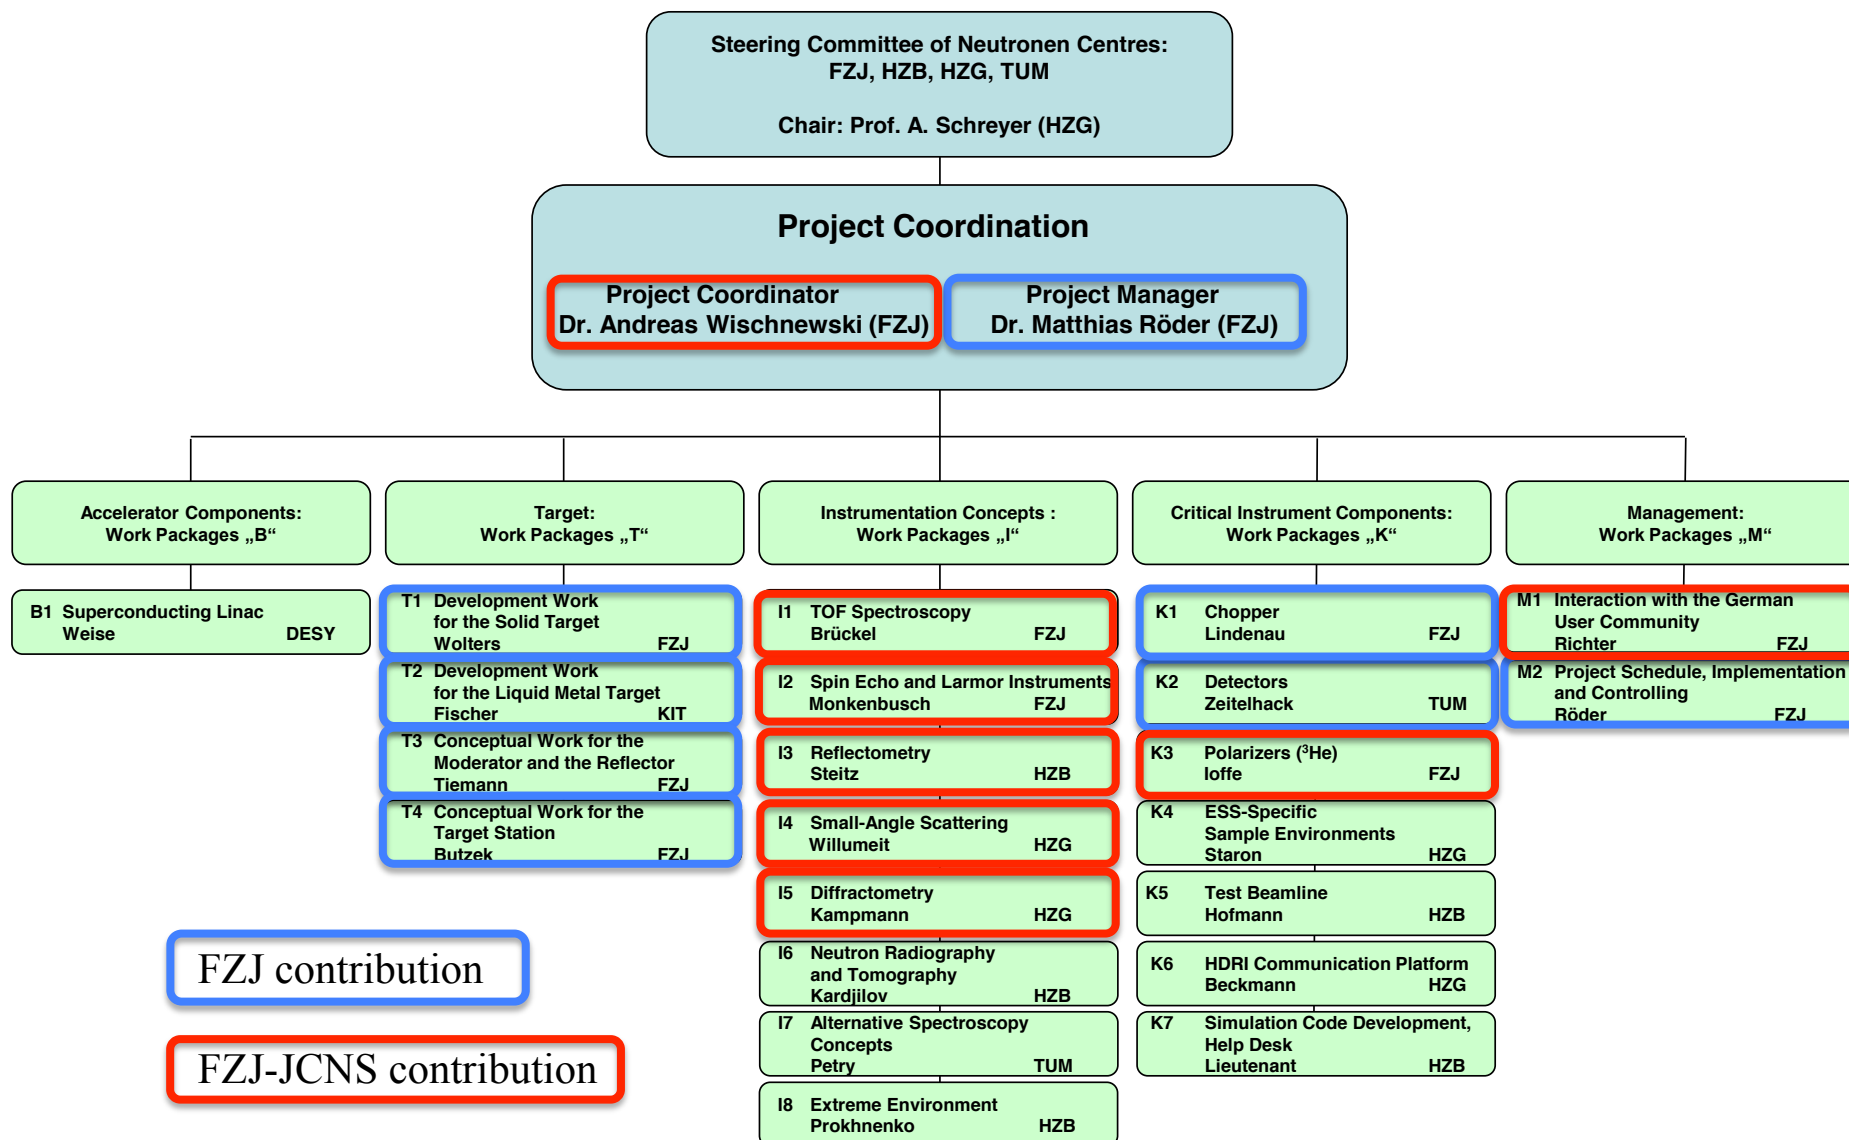 Steering Committee of Neutronen Centres:
FZJ, HZB, HZG, TUM
Chair: Prof. A. Schreyer (HZG)
Project Coordination
Project Coordinator
Dr. Andreas Wischnewski (FZJ)
Project Manager
Dr. Matthias Röder (FZJ)
Accelerator Components:
Work Packages „B“
Target:
Work Packages „T“
Instrumentation Concepts :
Work Packages „I“
Critical Instrument Components:
Work Packages „K“
Management:
Work Packages „M“
B1 Superconducting Linac
Weise DESY
T1 Development Work
for the Solid Target
Wolters FZJ
T2 Development Work
for the Liquid Metal Target
Fischer KIT
T3 Conceptual Work for the
Moderator and the Reflector
Tiemann FZJ
T4 Conceptual Work for the
Target Station
Butzek FZJ
I1 TOF Spectroscopy
Brückel FZJ
I2 Spin Echo and Larmor Instruments
Monkenbusch FZJ
I3 Reflectometry
Steitz HZB
I4 Small-Angle Scattering
Willumeit HZG
I5 Diffractometry
Kampmann HZG
I6 Neutron Radiography
and Tomography
Kardjilov HZB
I7 Alternative Spectroscopy
Concepts
Petry TUM
I8 Extreme Environment
Prokhnenko HZB
K1 Chopper
Lindenau FZJ
K2 Detectors
Zeitelhack TUM
K3 Polarizers (³He)
Ioffe FZJ
K4 ESS-Specific
Sample Environments
Staron HZG
K5 Test Beamline
Hofmann HZB
K6 HDRI Communication Platform
Beckmann HZG
K7 Simulation Code Development,
Help Desk
Lieutenant HZB
M1 Interaction with the German
User Community
Richter FZJ
M2 Project Schedule, Implementation
and Controlling
Röder FZJ
FZJ contribution
FZJ-JCNS contribution